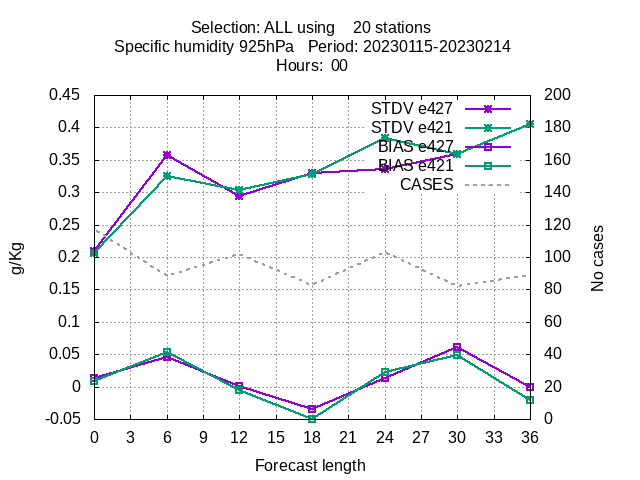 Selection: ALL using    20 stations
Specific humidity 925hPa   Period: 20230115-20230214
Hours:  00
0.45
0.4
0.35
0.3
0.25
0.2
0.15
0.1
0.05
0
-0.05
g/Kg
STDV e427
STDV e421
BIAS e427
BIAS e421
CASES
200
180
160
140
120
100
80
60
40
20
0
No cases
0 3 6 9 12 15 18 21 24 27 30 33 36
Forecast length